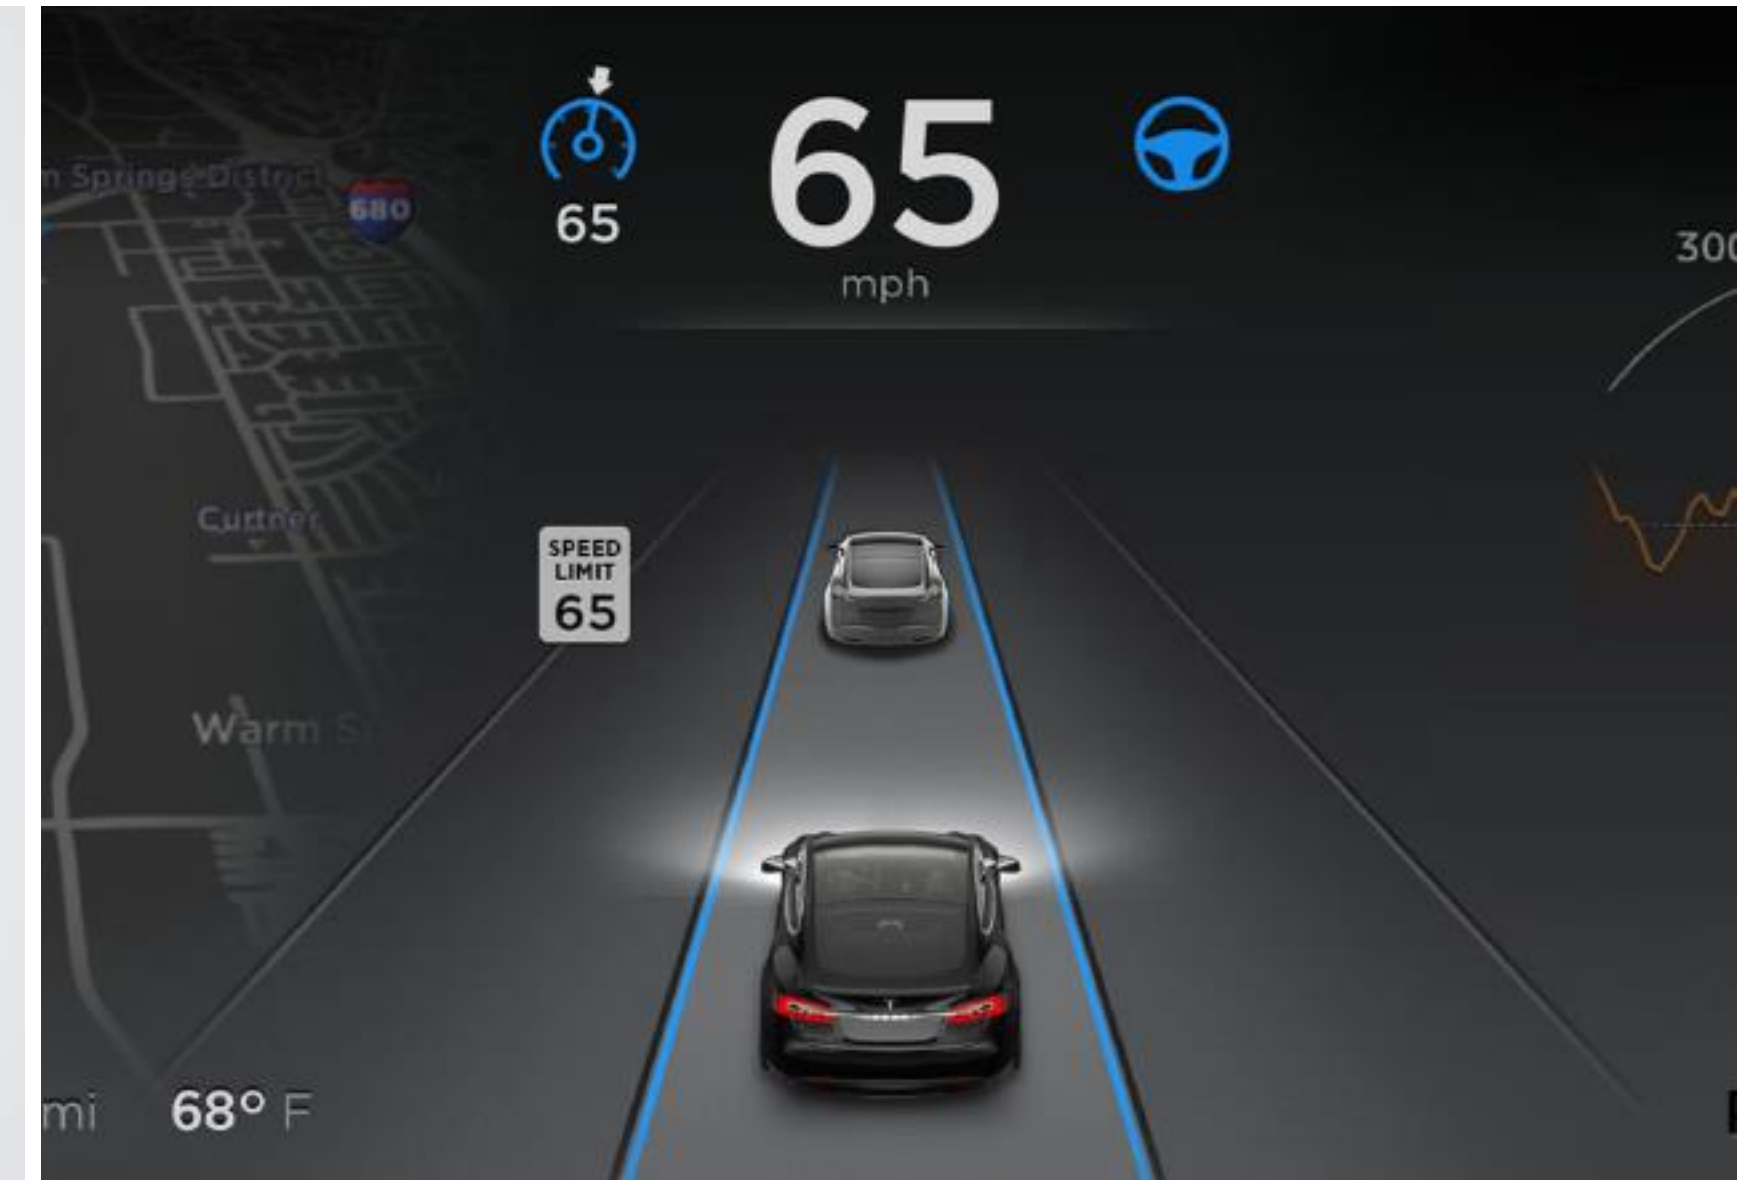 65
mph
65
Springs District
680
300
SPEED
LIMIT
65
Curtner
Warm
mi
68° F